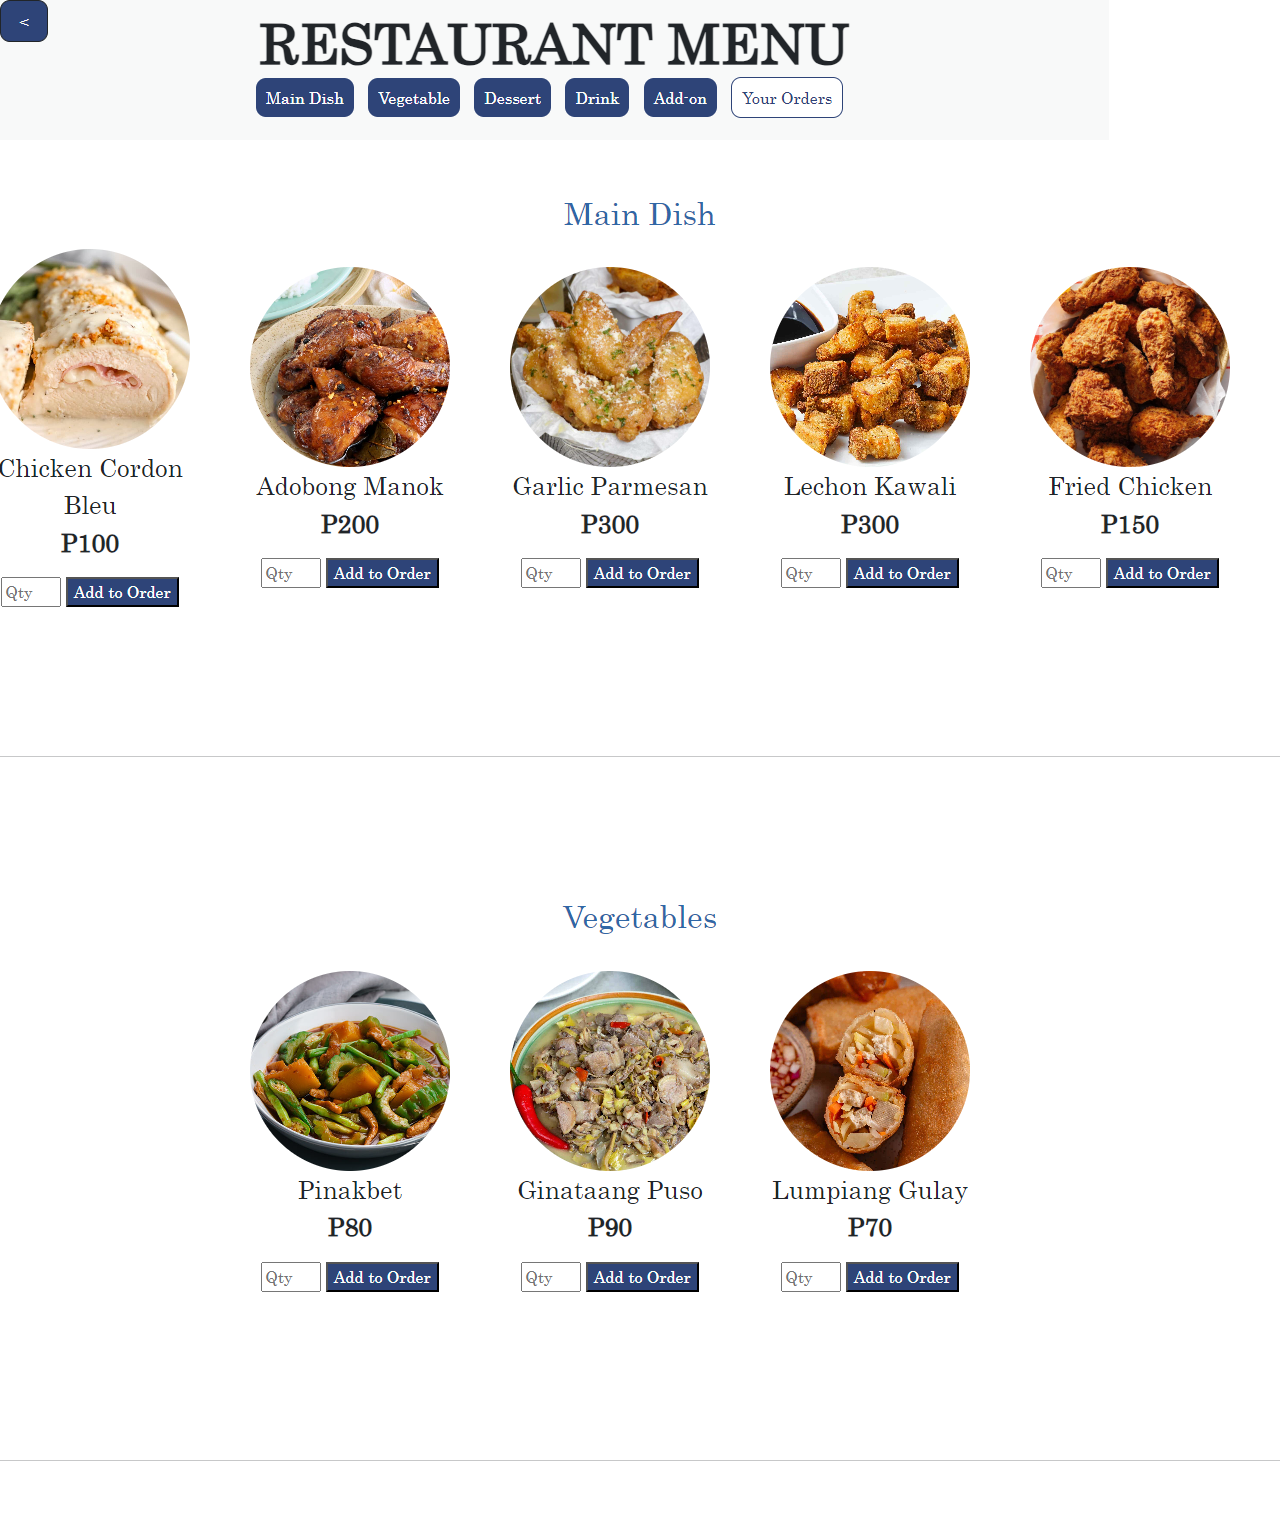 <
RESTAURANT MENU
Main Dish Vegetable Dessert Drink Add-on Your Orders
Main Dish
Chicken Cordon Bleu
P100
Qty Add to Order
Adobong Manok
P200
Qty Add to Order
Garlic Parmesan
P300
Qty Add to Order
Lechon Kawali
P300
Qty Add to Order
Fried Chicken
P150
Qty Add to Order
Vegetables
Pinakbet
P80
Qty Add to Order
Ginataang Puso
P90
Qty Add to Order
Lumpiang Gulay
P70
Qty Add to Order